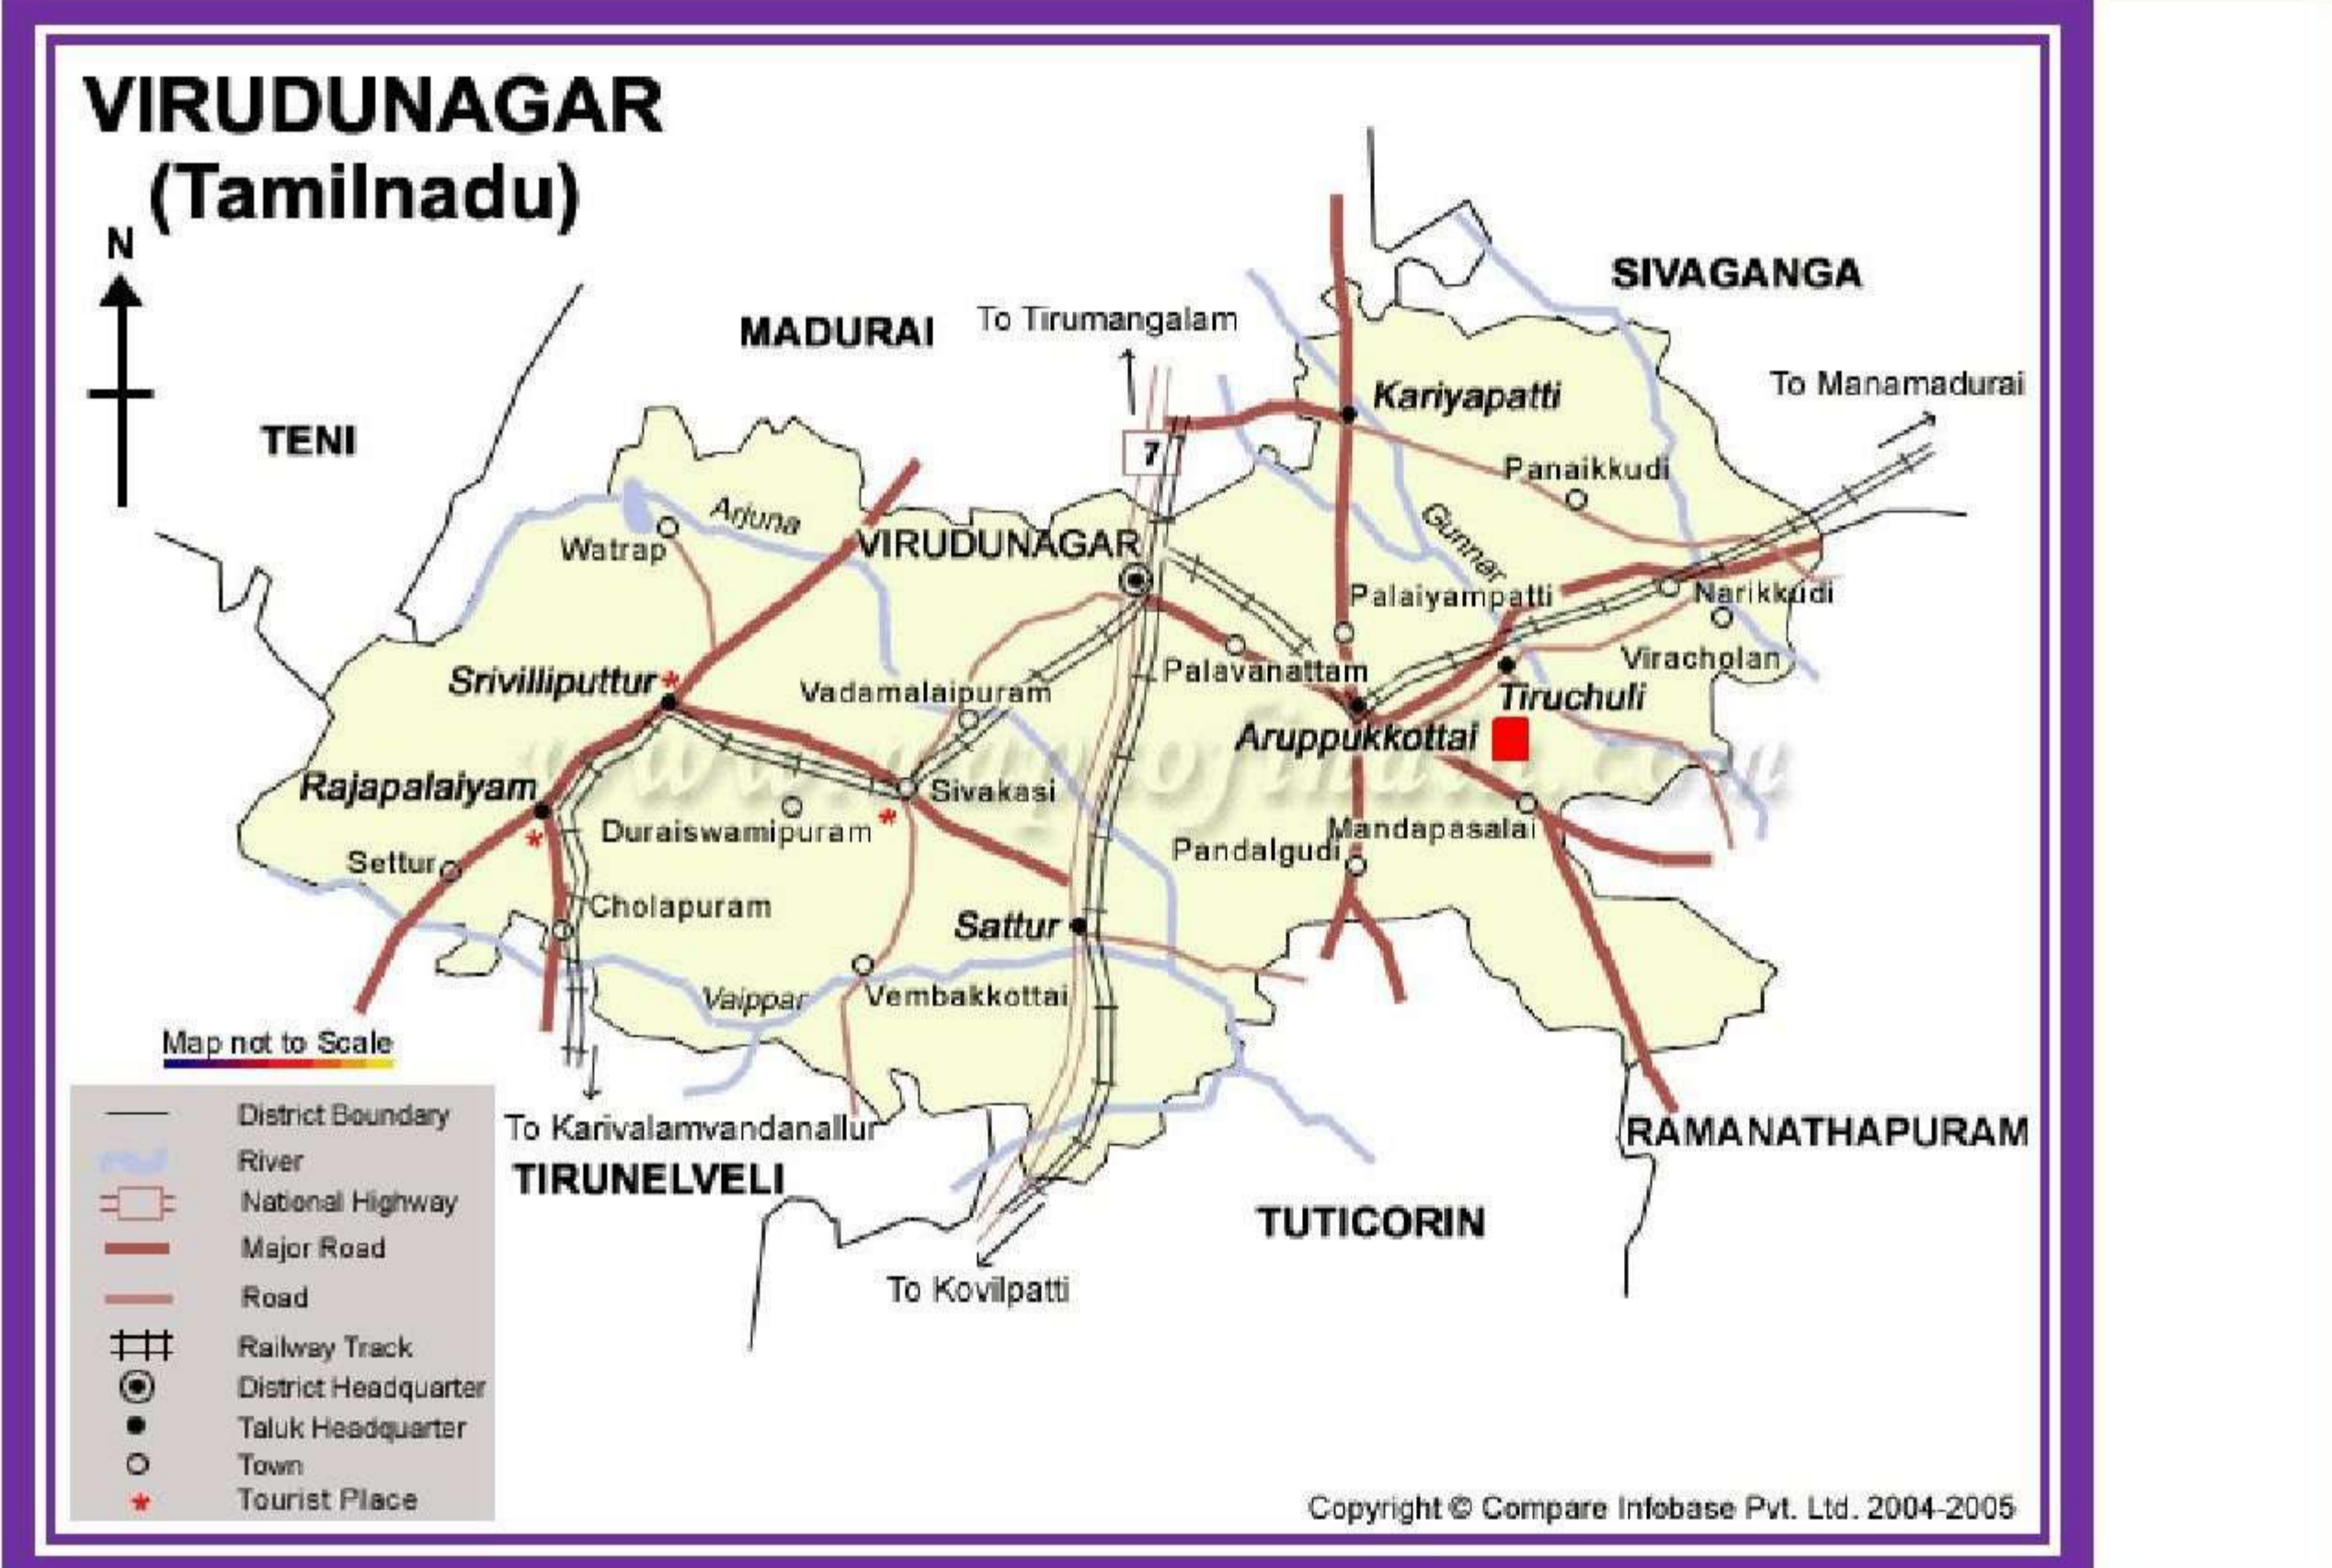 VIRUDUNAGAR
(Tamilnadu)
N
SIVAGANGA
To Tirumangalam
MADURAI
To Manamadurai
Kariyapatti
TENI
7
Panaikkudi
Arjuna
Gunnar
VIRUDUNAGAR
Watrap
Palaiyampatti
Narikkudi
Viracholan
Palavanattam
Srivilliputtur*
Vadamalaipuram
Tiruchuli
Aruppukkottai
www.mapsofindia.com
Rajapalaiyam
Sivakasi
Duraiswamipuram
*
*
Mandapasalai
Pandalgudi
Settur
Cholapuram
Sattur
Vaippar
Vembakkottai
Map not to Scale
District Boundary
River
National Highway
Major Road
Road
Railway Track
District Headquarter
Taluk Headquarter
Town
* Tourist Place
To Karivalamvandanallur
TIRUNELVELI
RAMANATHAPURAM
TUTICORIN
To Kovilpatti
Copyright © Compare Infobase Pvt. Ltd. 2004-2005